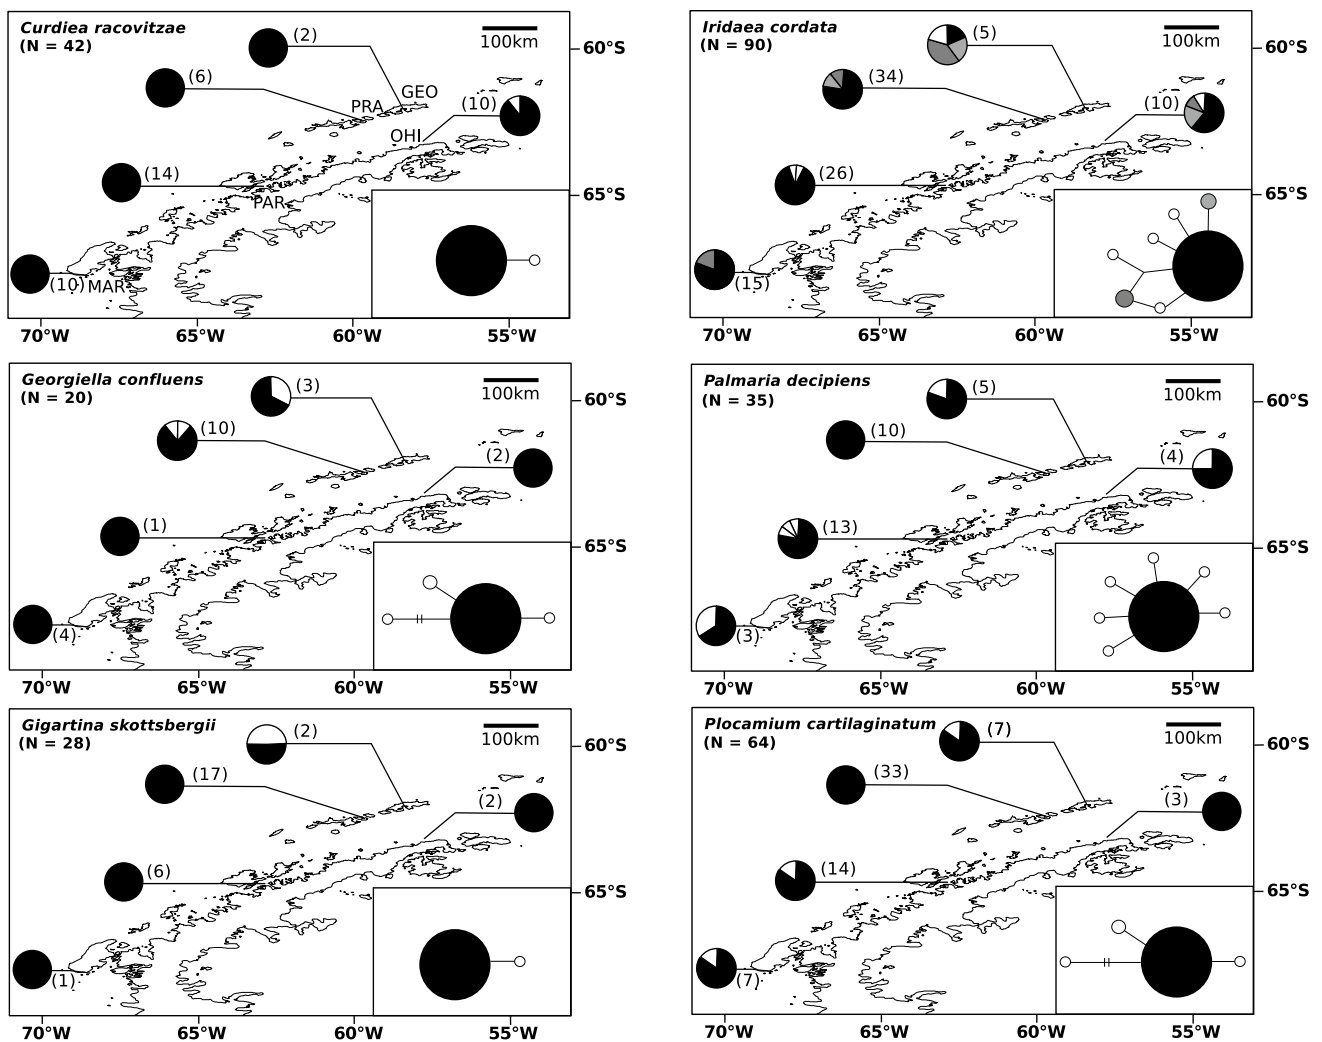 Curdiea racovitzae
(N = 42)
100km
(2)
60°S
(6)
GEO
PRA
(10)
OHI
(14)
65°S
PAR
(10)
MAR
70°W 65°W 60°W 55°W
Iridaea cordata
(N = 90)
100km
(5)
60°S
(34)
(10)
(26)
65°S
(15)
70°W 65°W 60°W 55°W
Georgiella confluens
(N = 20)
100km
(3)
60°S
(10)
(2)
(1)
65°S
(4)
70°W 65°W 60°W 55°W
Palmaria decipiens
(N = 35)
100km
(5)
60°S
(10)
(4)
(13)
65°S
(3)
70°W 65°W 60°W 55°W
Gigartina skottsbergii
(N = 28)
100km
(2)
60°S
(17)
(2)
(6)
65°S
(1)
70°W 65°W 60°W 55°W
Plocamium cartilaginatum
(N = 64)
100km
(7)
60°S
(33)
(3)
(14)
65°S
(7)
70°W 65°W 60°W 55°W